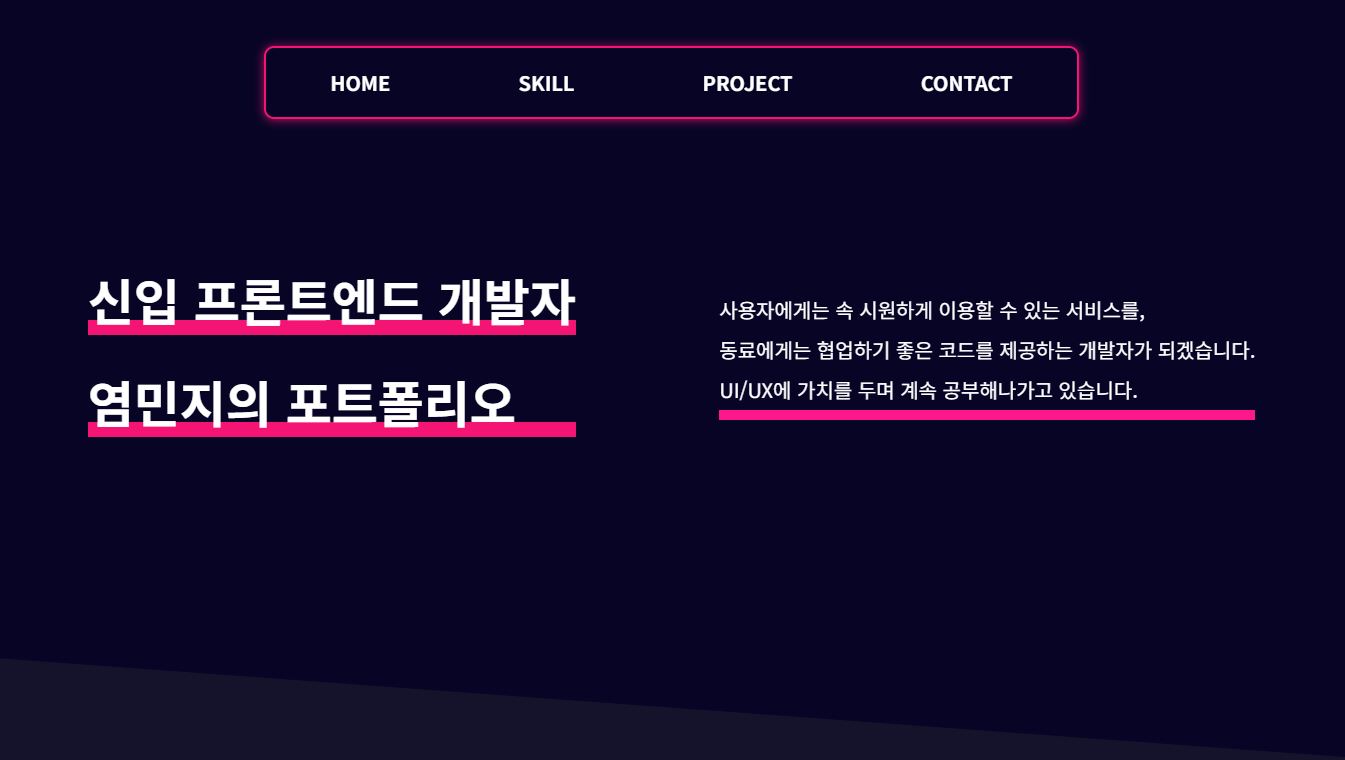 HOME SKILL PROJECT CONTACT
신입 프론트엔드 개발자
염민지의 포트폴리오
사용자에게는 속 시원하게 이용할 수 있는 서비스를,
동료에게는 협업하기 좋은 코드를 제공하는 개발자가 되겠습니다.
UI/UX에 가치를 두며 계속 공부해나가고 있습니다.